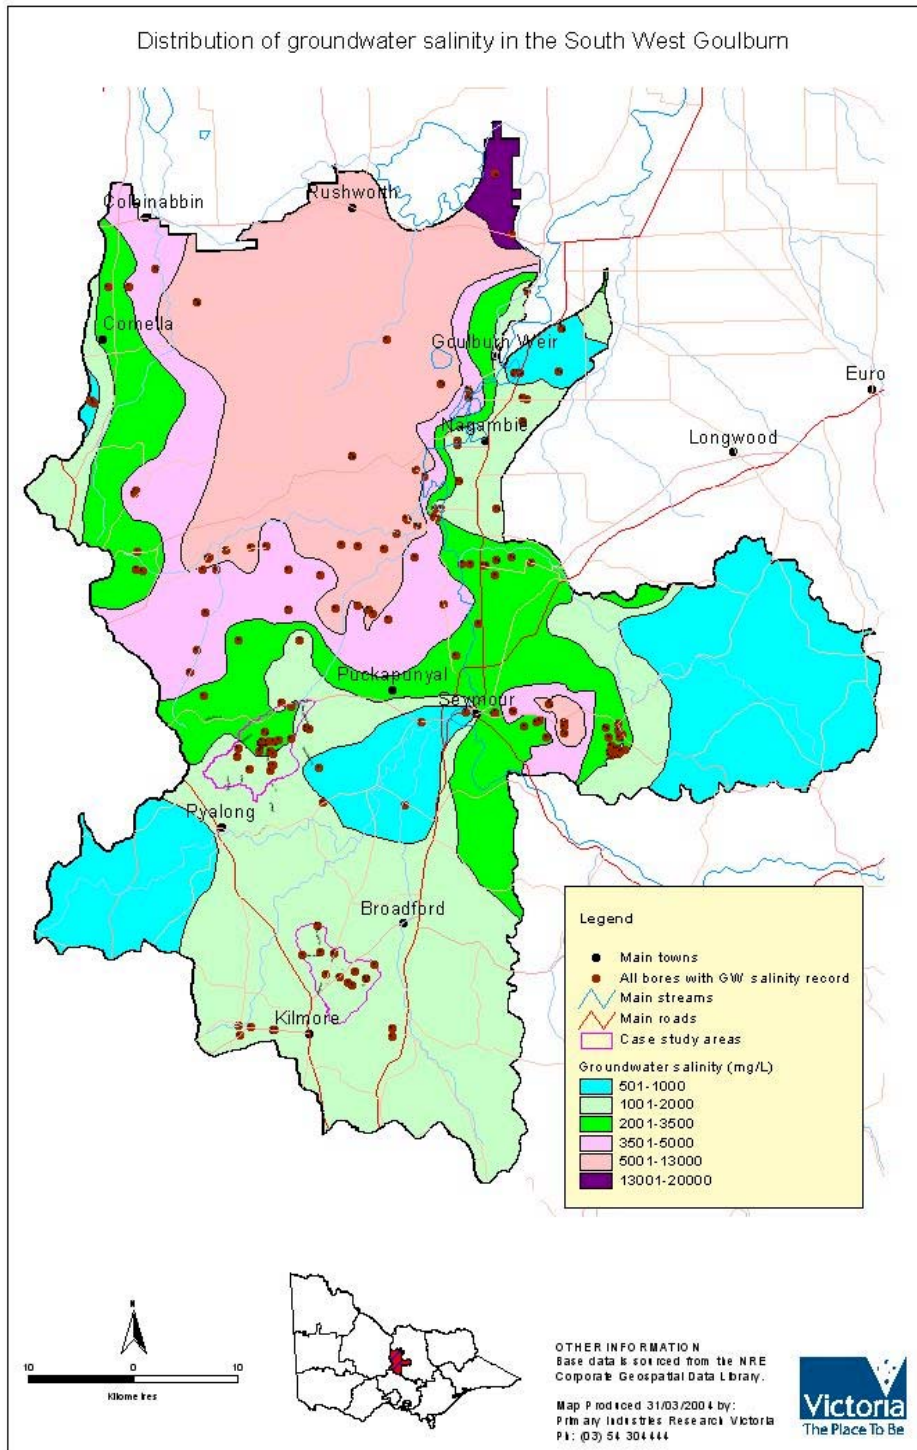 Distribution of groundwater salinity in the South West Goulburn
Colbinabbin
Rushworth
Cornella
Goulburn Weir
Euro
Nagambie
Longwood
Puckapunyal
Seymour
Pyalong
Broadford
Kilmore
Legend
Main towns
All bores with GW salinity record
Main streams
Main roads
Case study areas
Groundwater salinity (mg/L)
501-1000
1001-2000
2001-3500
3501-5000
5001-13000
13001-20000
N
10 0 10
Kilometres
OTHER INFORMATION
Base data is sourced from the NRE
Corporate Geospatial Data Library.
Map Produced 31/03/2004 by:
Primary Industries Research Victoria
Ph: (03) 54 304444
Victoria
The Place To Be